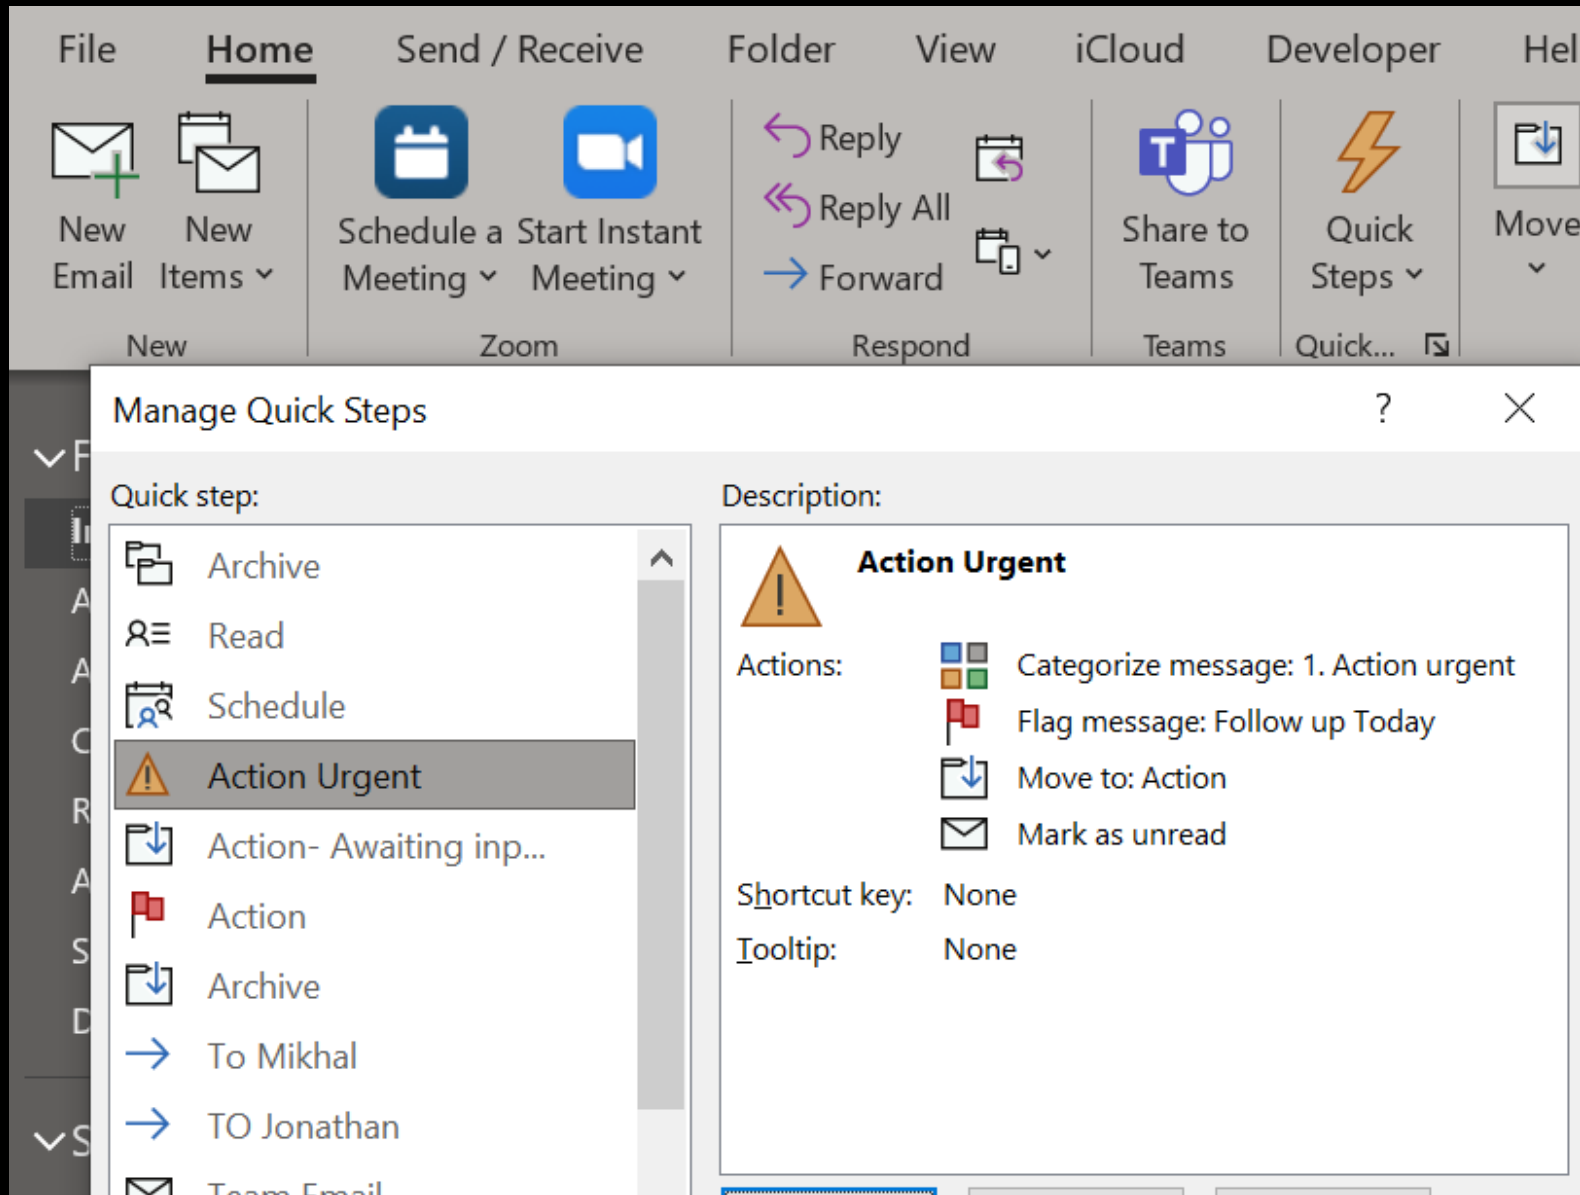 File Home Send / Receive Folder View iCloud Developer
New Email
New Items
Schedule a Meeting
Start Instant Meeting
Reply
Reply All
Forward
Share to Teams
Quick Steps
Move
New Zoom Respond Teams Quick...
Manage Quick Steps ?
Quick step:
Archive
Read
Schedule
Action Urgent
Action- Awaiting inp...
Action
Archive
To Mikhal
TO Jonathan
Team Email
Description:
Action Urgent
Actions:
Categorize message: 1. Action urgent
Flag message: Follow up Today
Move to: Action
Mark as unread
Shortcut key: None
Tooltip: None